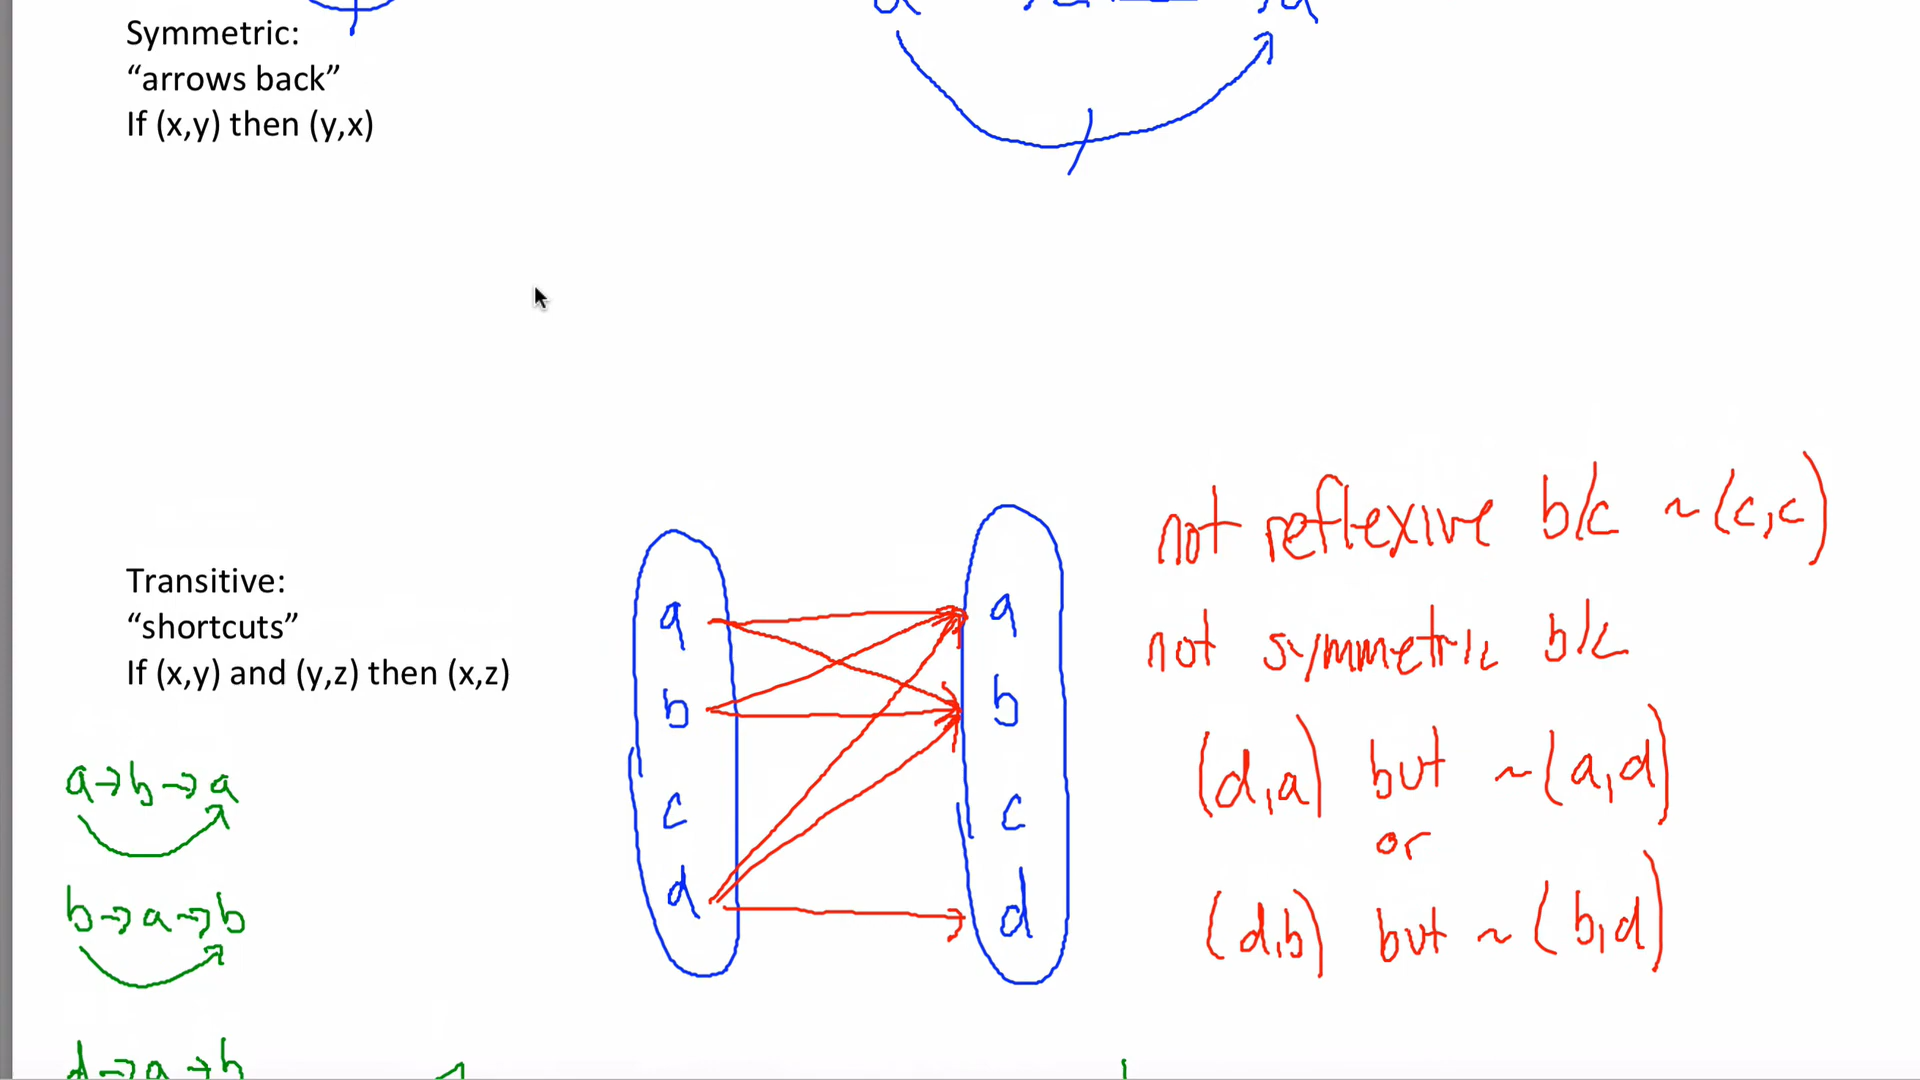 Symmetric:
“arrows back”
If (x,y) then (y,x)
Transitive:
“shortcuts”
If (x,y) and (y,z) then (x,z)
a→b→a
b→a→b
d→a→b
a
b
c
d
a
b
c
d
not reflexive b/c ~(c,c)
not symmetric b/c
(d,a) but ~(a,d)
or
(d,b) but ~(b,d)